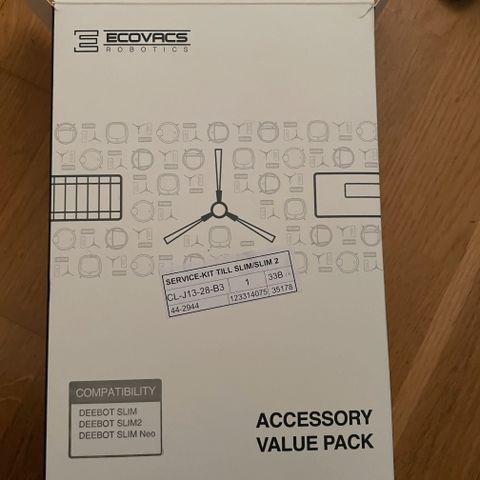 ECOVACS
ROBOTICS
SERVICE-KIT TILL SLIM/SLIM 2
CL-J13-28-B3 1 33B
44-2944 123314075 35178
COMPATIBILITY
DEEBOT SLIM
DEEBOT SLIM2
DEEBOT SLIM Neo
ACCESSORY
VALUE PACK